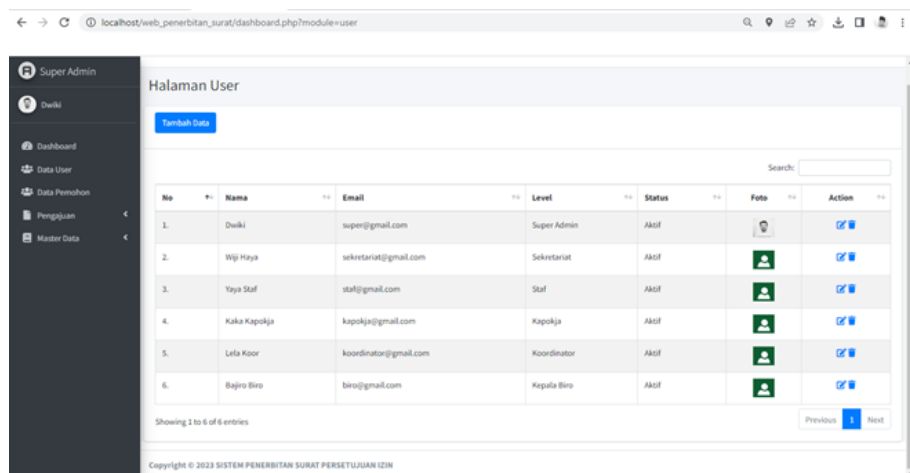 localhost/web_penerbitan_surat/dashboard.php?module=user
Super Admin
Dwiki
Dashboard
Data User
Data Pemohon
Pengajuan
Master Data
Halaman User
Tambah Data
Search:
No Nama Email Level Status Foto Action
1. Dwiki super@gmail.com Super Admin Aktif
2. Wiji Haya sekretariat@gmail.com Sekretariat Aktif
3. Yaya Staf staf@gmail.com Staf Aktif
4. Kaka Kapokja kapokja@gmail.com Kapokja Aktif
5. Lela Koor koordinator@gmail.com Koordinator Aktif
6. Bajiro Biro biro@gmail.com Kepala Biro Aktif
Showing 1 to 6 of 6 entries
Previous 1 Next
Copyright © 2023 SISTEM PENERBITAN SURAT PERSETUJUAN IZIN